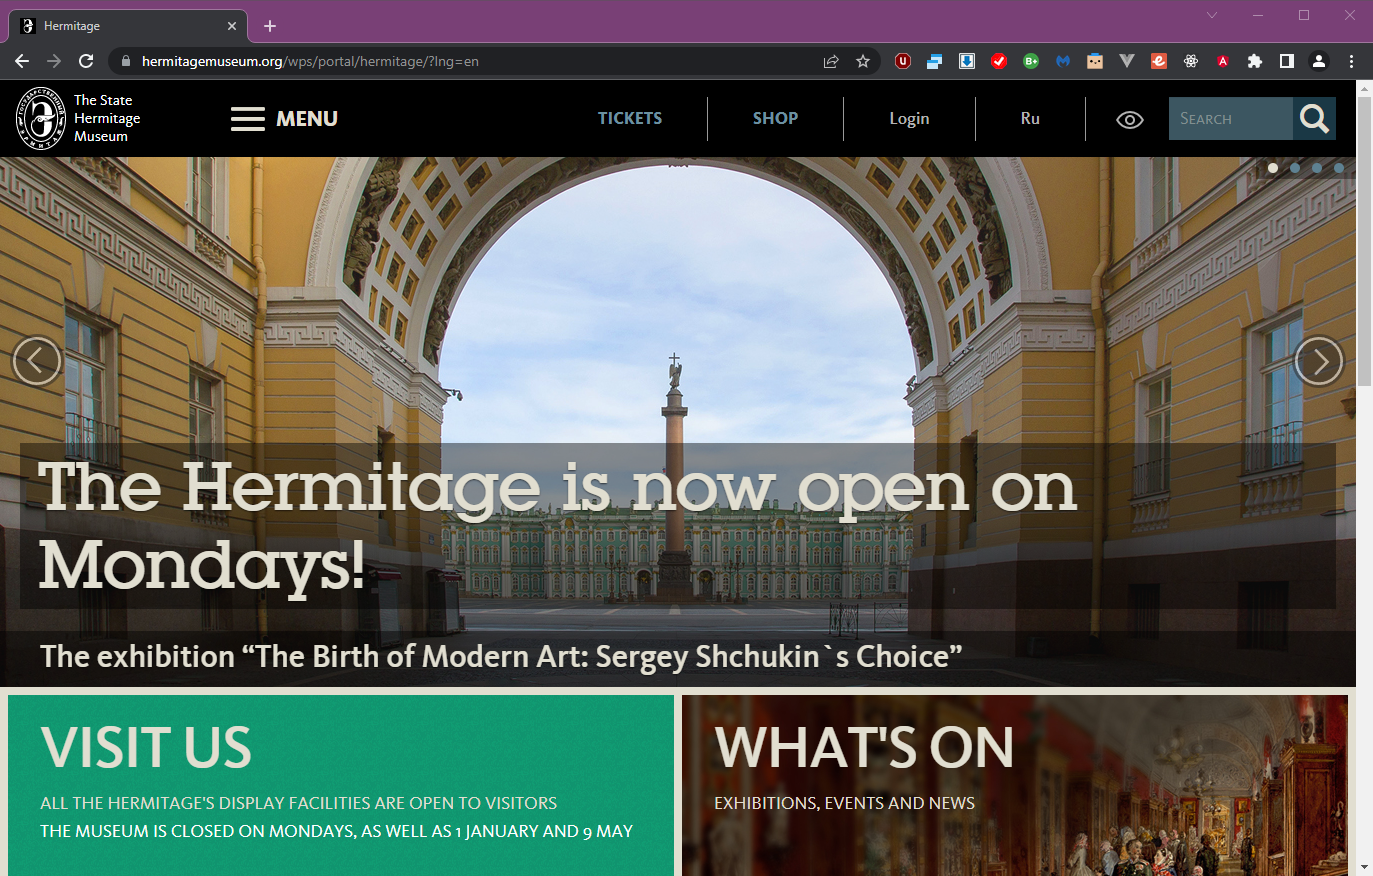 Hermitage
hermitagemuseum.org/wps/portal/hermitage/?lng=en
The State
Hermitage
Museum
MENU
TICKETS
SHOP
Login
Ru
SEARCH
The Hermitage is now open on
Mondays!
The exhibition “The Birth of Modern Art: Sergey Shchukin`s Choice”
VISIT US
ALL THE HERMITAGE'S DISPLAY FACILITIES ARE OPEN TO VISITORS
THE MUSEUM IS CLOSED ON MONDAYS, AS WELL AS 1 JANUARY AND 9 MAY
WHAT'S ON
EXHIBITIONS, EVENTS AND NEWS